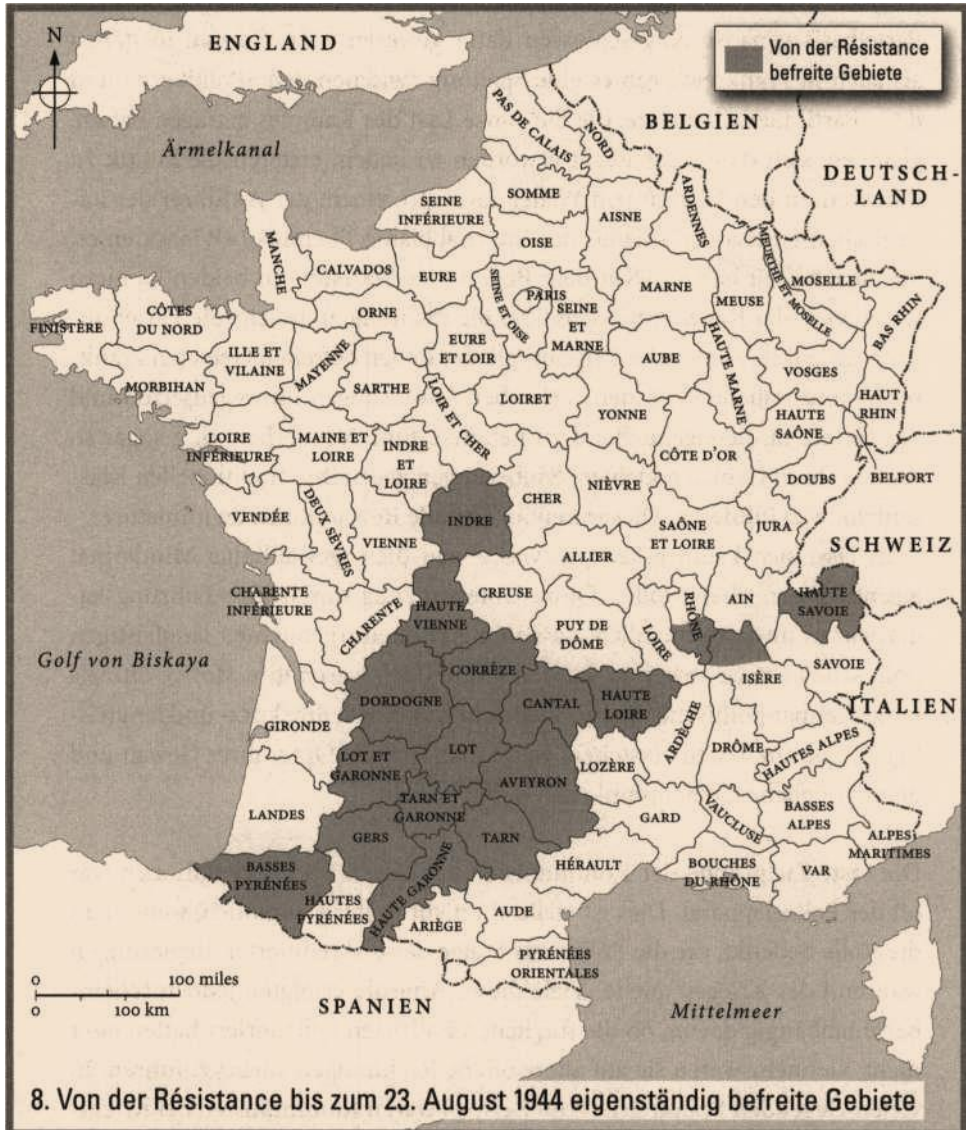 N
ENGLAND
Von der Résistance
befreite Gebiete
Ärmelkanal
PAS DE CALAIS
NORD
BELGIEN
DEUTSCH-
LAND
SOMME
SEINE
INFÉRIEURE
OISE
AISNE
ARDENNES
MANCHE
CALVADOS
EURE
SEINE ET OISE
PARIS
SEINE
ET
MARNE
MARNE
MEUSE
MEURTHE ET MOSELLE
MOSELLE
BAS RHIN
FINISTÈRE
CÔTES
DU NORD
ORNE
EURE
ET LOIR
AUBE
HAUTE MARNE
VOSGES
HAUT
RHIN
MORBIHAN
ILLE ET
VILAINE
MAYENNE
SARTHE
LOIR ET CHER
LOIRET
YONNE
HAUTE
SAÔNE
LOIRE
INFÉRIEURE
MAINE ET
LOIRE
INDRE
ET
LOIRE
CÔTE D'OR
DOUBS
BELFORT
VENDÉE
DEUX SÈVRES
VIENNE
INDRE
CHER
NIÈVRE
SAÔNE
ET LOIRE
JURA
SCHWEIZ
ALLIER
CHARENTE
INFÉRIEURE
CHARENTE
HAUTE
VIENNE
CREUSE
PUY DE
DÔME
LOIRE
RHÔNE
AIN
HAUTE
SAVOIE
Golf von Biskaya
CORRÈZE
ISÈRE
SAVOIE
ITALIEN
GIRONDE
DORDOGNE
CANTAL
HAUTE
LOIRE
ARDÈCHE
DRÔME
HAUTES ALPES
LOT ET
GARONNE
LOT
AVEYRON
LOZÈRE
LANDES
TARN ET
GARONNE
GERS
TARN
GARD
VAUCLUSE
BASSES
ALPES
ALPES
MARITIMES
BASSES
PYRÉNÉES
HAUTES
PYRÉNÉES
HAUTE GARONNE
ARIÈGE
HÉRAULT
BOUCHES
DU RHÔNE
VAR
AUDE
PYRÉNÉES
ORIENTALES
0 100 miles
0 100 km
SPANIEN
Mittelmeer
8. Von der Résistance bis zum 23. August 1944 eigenständig befreite Gebiete